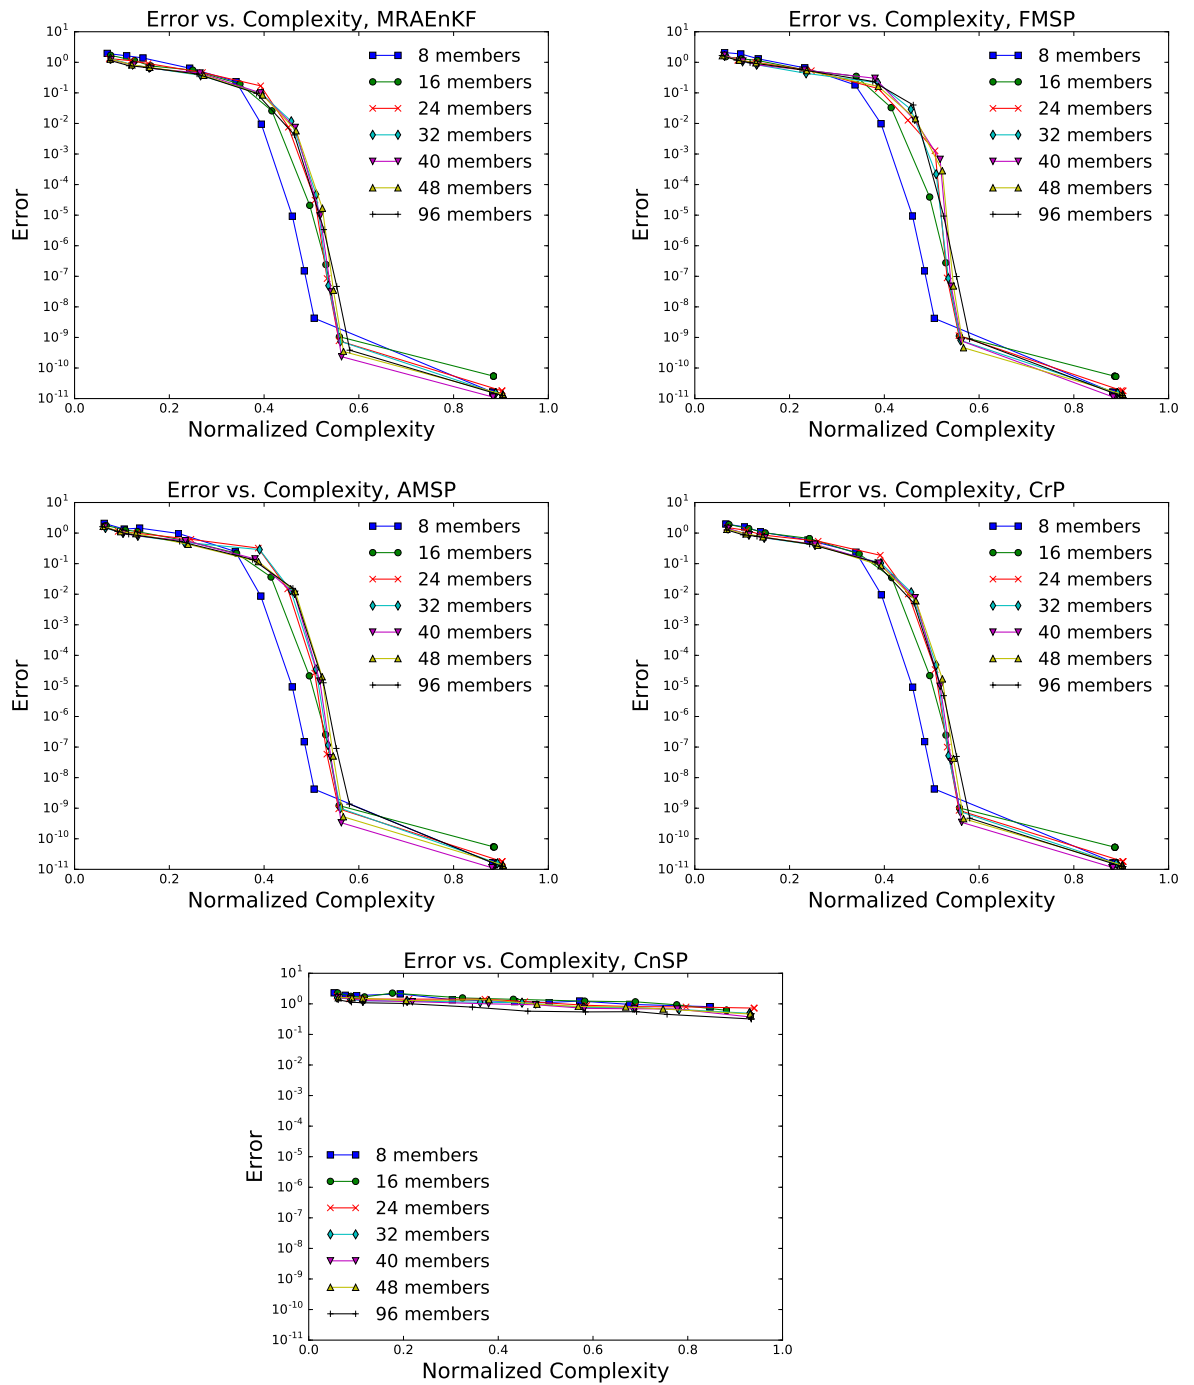 Error vs. Complexity, MRAEnKF
10^1
10^0
10^-1
10^-2
10^-3
10^-4
10^-5
10^-6
10^-7
10^-8
10^-9
10^-10
10^-11
Error
8 members
16 members
24 members
32 members
40 members
48 members
96 members
0.0 0.2 0.4 0.6 0.8 1.0
Normalized Complexity
Error vs. Complexity, FMSP
10^1
10^0
10^-1
10^-2
10^-3
10^-4
10^-5
10^-6
10^-7
10^-8
10^-9
10^-10
10^-11
Error
8 members
16 members
24 members
32 members
40 members
48 members
96 members
0.0 0.2 0.4 0.6 0.8 1.0
Normalized Complexity
Error vs. Complexity, AMSP
10^1
10^0
10^-1
10^-2
10^-3
10^-4
10^-5
10^-6
10^-7
10^-8
10^-9
10^-10
10^-11
Error
8 members
16 members
24 members
32 members
40 members
48 members
96 members
0.0 0.2 0.4 0.6 0.8 1.0
Normalized Complexity
Error vs. Complexity, CrP
10^1
10^0
10^-1
10^-2
10^-3
10^-4
10^-5
10^-6
10^-7
10^-8
10^-9
10^-10
10^-11
Error
8 members
16 members
24 members
32 members
40 members
48 members
96 members
0.0 0.2 0.4 0.6 0.8 1.0
Normalized Complexity
Error vs. Complexity, CnSP
10^1
10^0
10^-1
10^-2
10^-3
10^-4
10^-5
10^-6
10^-7
10^-8
10^-9
10^-10
10^-11
Error
8 members
16 members
24 members
32 members
40 members
48 members
96 members
0.0 0.2 0.4 0.6 0.8 1.0
Normalized Complexity